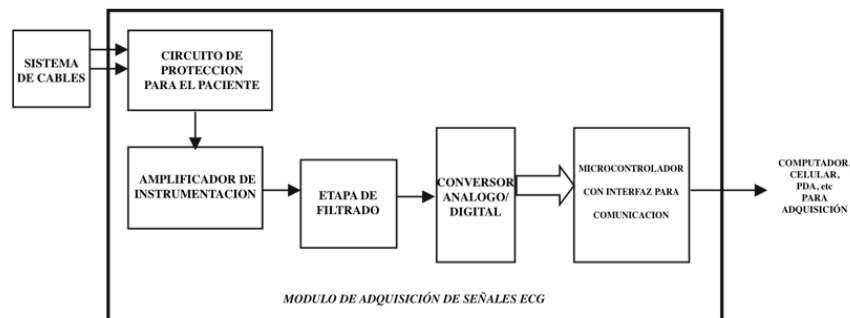 SISTEMA
DE CABLES
CIRCUITO DE
PROTECCION
PARA EL PACIENTE
AMPLIFICADOR DE
INSTRUMENTACION
ETAPA DE
FILTRADO
CONVERSOR
ANALOGO/
DIGITAL
MICROCONTROLADOR
CON INTERFAZ PARA
COMUNICACION
COMPUTADOR,
CELULAR,
PDA, etc
PARA
ADQUISICIÓN
MODULO DE ADQUISICIÓN DE SEÑALES ECG